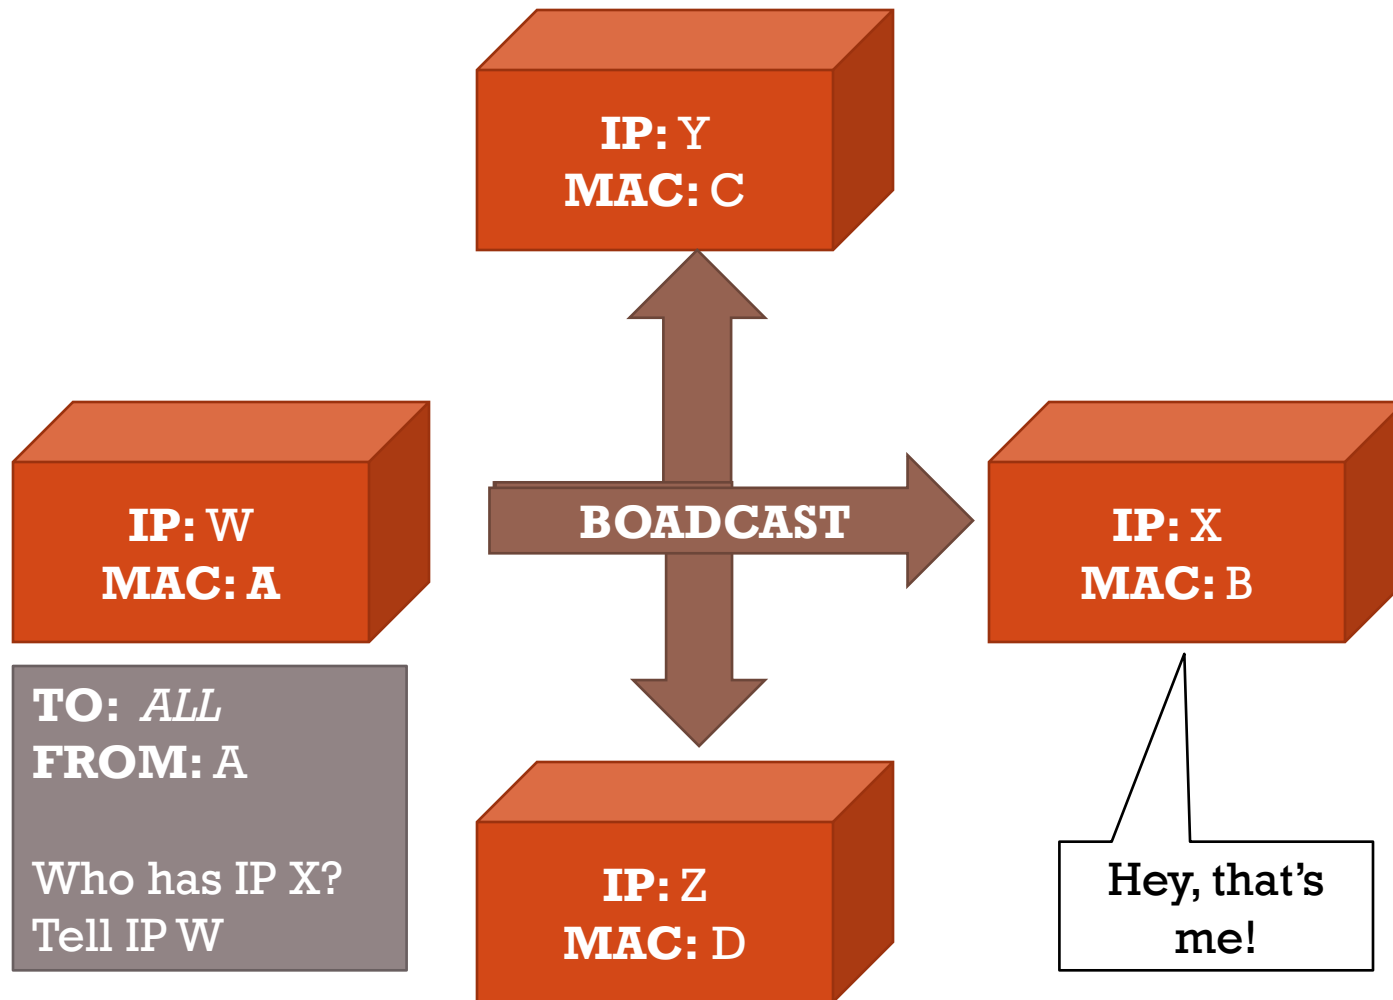 IP: Y
MAC: C
IP: W
MAC: A
BOADCAST
IP: X
MAC: B
TO: ALL
FROM: A
Who has IP X?
Tell IP W
IP: Z
MAC: D
Hey, that's
me!